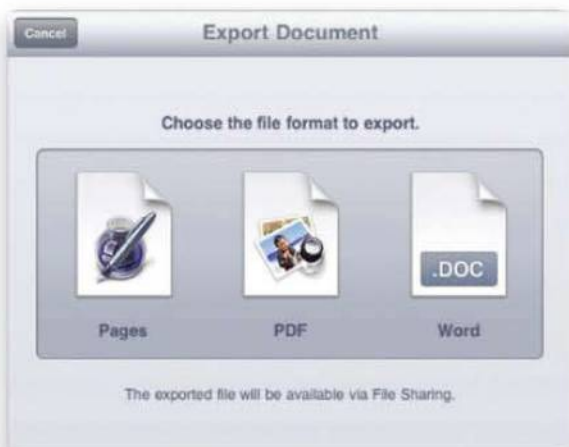 Cancel
Export Document
Choose the file format to export.
.DOC
Pages
PDF
Word
The exported file will be available via File Sharing.